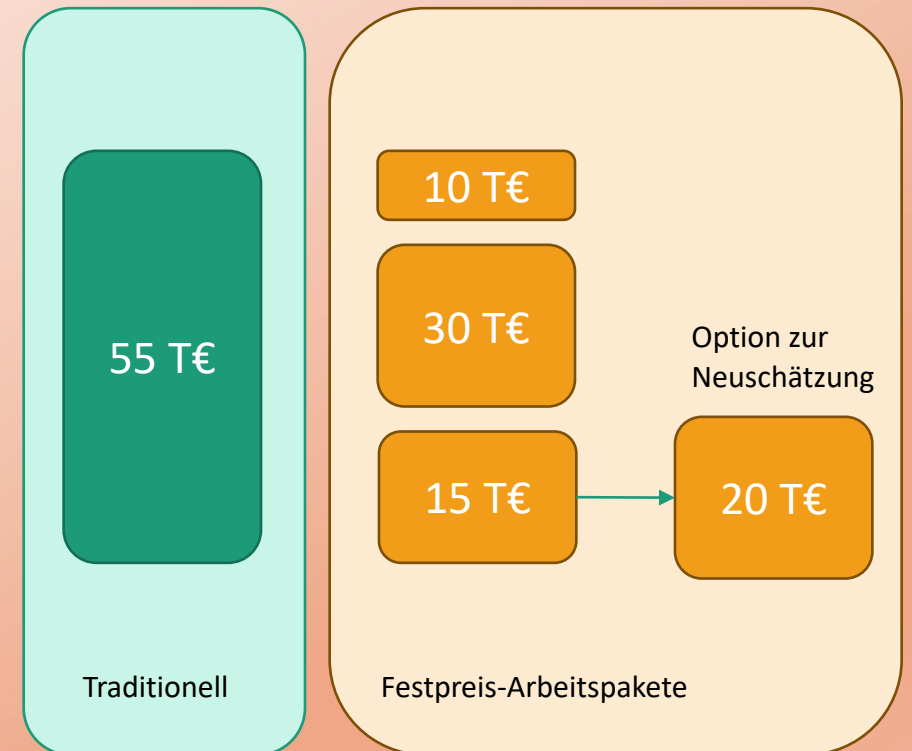 55 T€
Traditionell
10 T€
30 T€
15 T€
Option zur
Neuschätzung
20 T€
Festpreis-Arbeitspakete